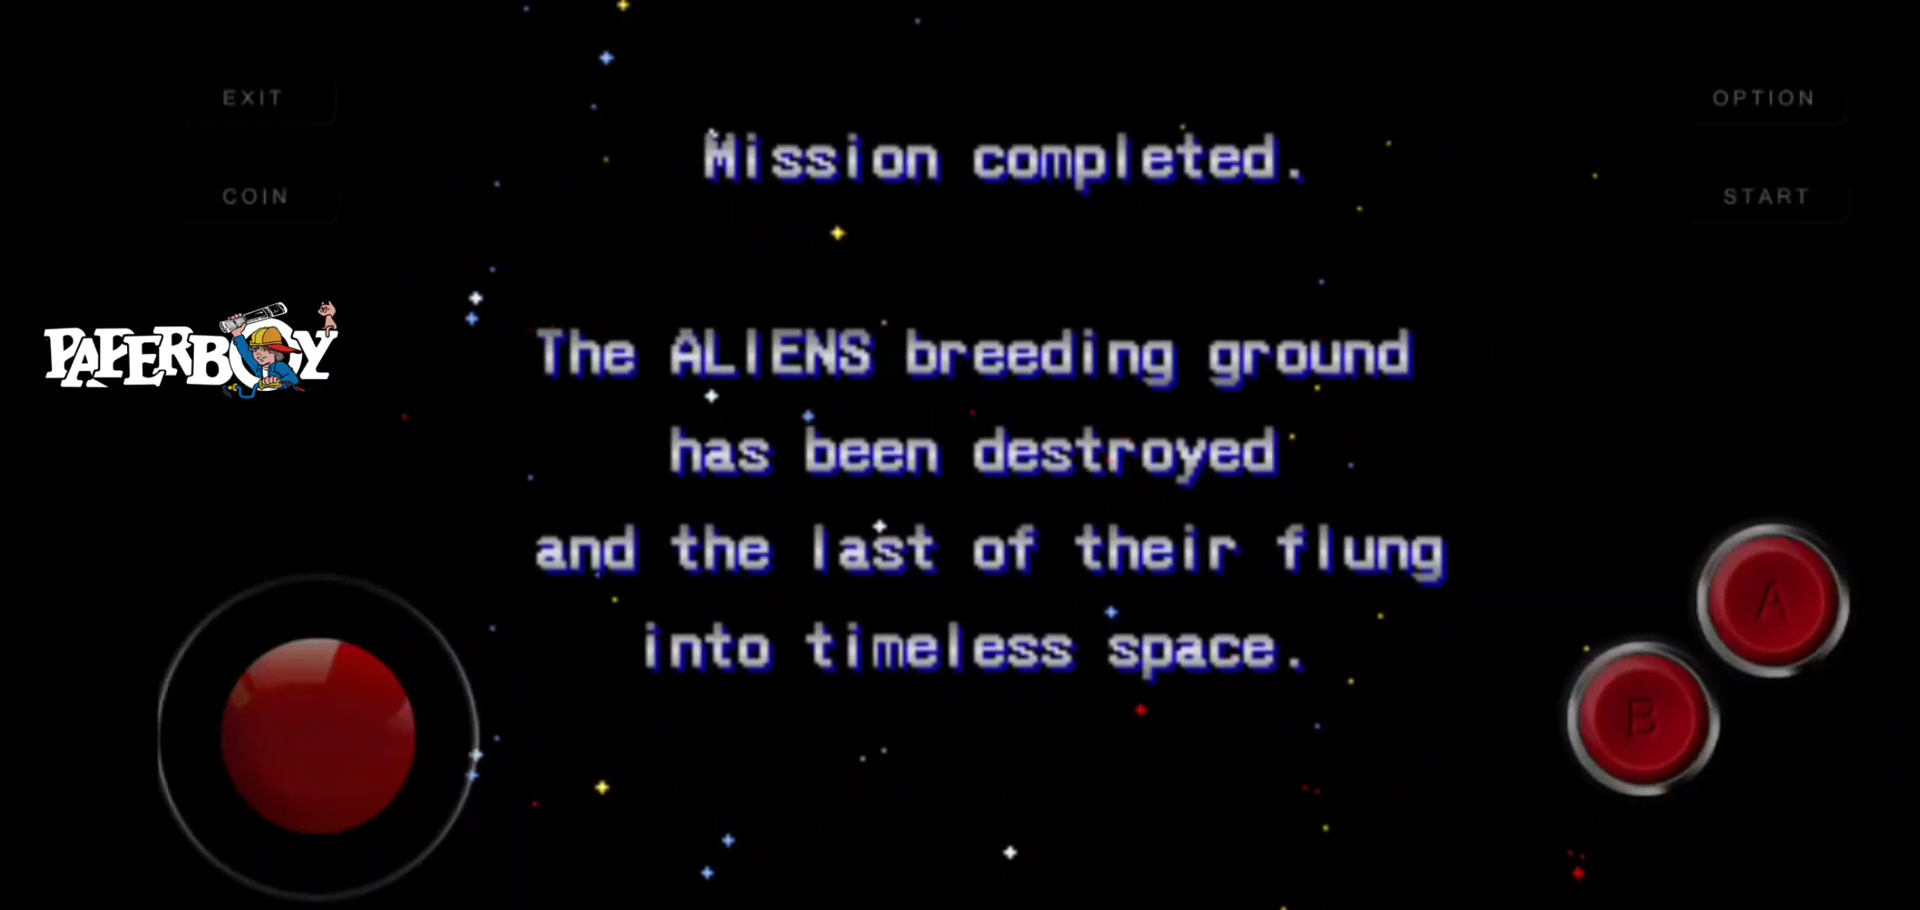 EXIT
OPTION
COIN
START
Mission completed.
PAPERBOY
The ALIENS breeding ground
has been destroyed
and the last of their flung
into timeless space.
A
B